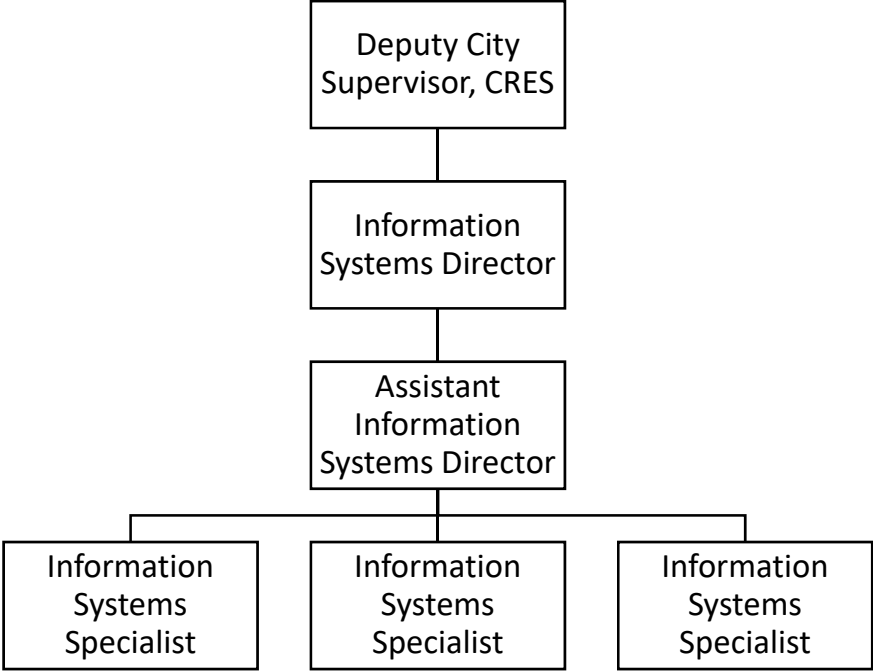 Deputy City
Supervisor, CRES
Information
Systems Director
Assistant
Information
Systems Director
Information
Systems
Specialist
Information
Systems
Specialist
Information
Systems
Specialist